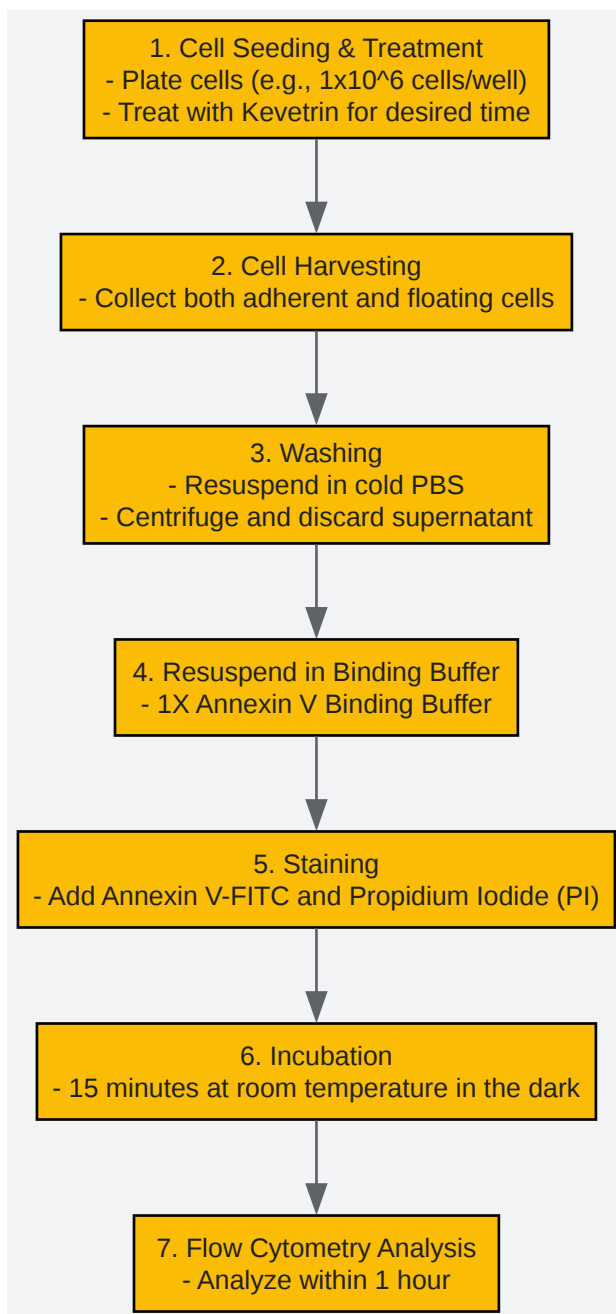 1. Cell Seeding & Treatment
- Plate cells (e.g., 1x10^6 cells/well)
- Treat with Kevetrin for desired time
2. Cell Harvesting
- Collect both adherent and floating cells
3. Washing
- Resuspend in cold PBS
- Centrifuge and discard supernatant
4. Resuspend in Binding Buffer
- 1X Annexin V Binding Buffer
5. Staining
- Add Annexin V-FITC and Propidium Iodide (PI)
6. Incubation
- 15 minutes at room temperature in the dark
7. Flow Cytometry Analysis
- Analyze within 1 hour